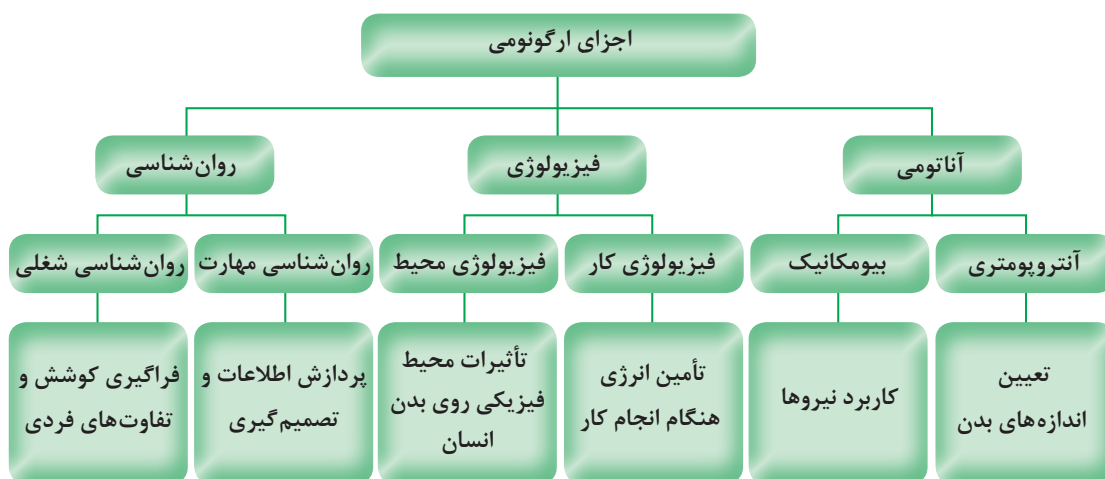 اجزای ارگونومی
آناتومی
فیزیولوژی
روان‌شناسی
آنتروپومتری
بیومکانیک
فیزیولوژی کار
فیزیولوژی محیط
روان‌شناسی مهارت
روان‌شناسی شغلی
تعیین
اندازه‌های بدن
کاربرد نیروها
تأمین انرژی
هنگام انجام کار
تأثیرات محیط
فیزیکی روی بدن
انسان
پردازش اطلاعات و
تصمیم‌گیری
فراگیری کوشش و
تفاوت‌های فردی